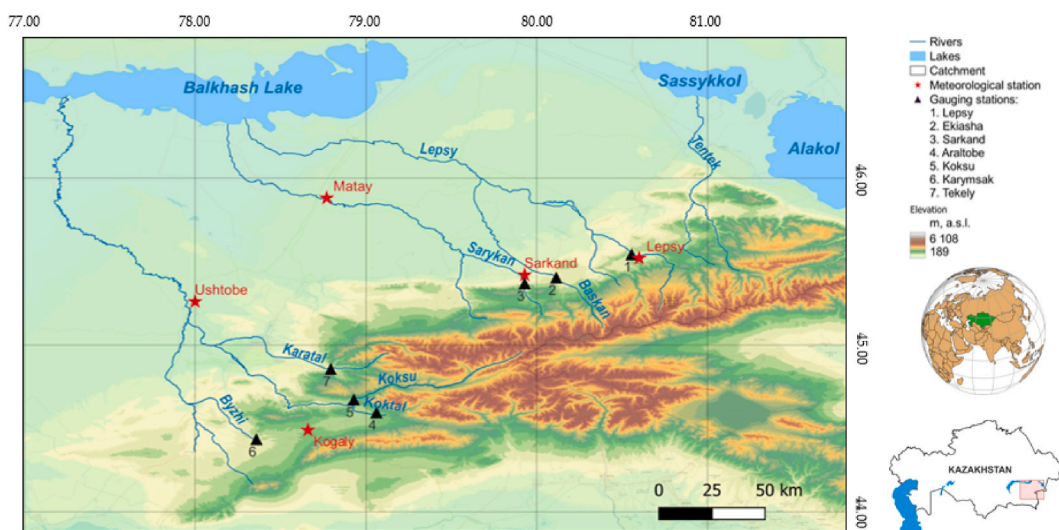 77.00 78.00 79.00 80.00 81.00
Balkhash Lake
Sassykkol
Alakol
Lepsy
Tentek
46.00
Matay
Sarykan
Sarkand
Lepsy
1
2
3
Baskan
Ushtobe
45.00
Karatal
7
Koksu
5
Koktal
4
Byzhi
Kogaly
6
0 25 50 km
44.00
Rivers
Lakes
Catchment
Meteorological station
Gauging stations:
1. Lepsy
2. Ekiasha
3. Sarkand
4. Araltobe
5. Koksu
6. Karymsak
7. Tekely
Elevation
m, a.s.l.
6 108
189
KAZAKHSTAN